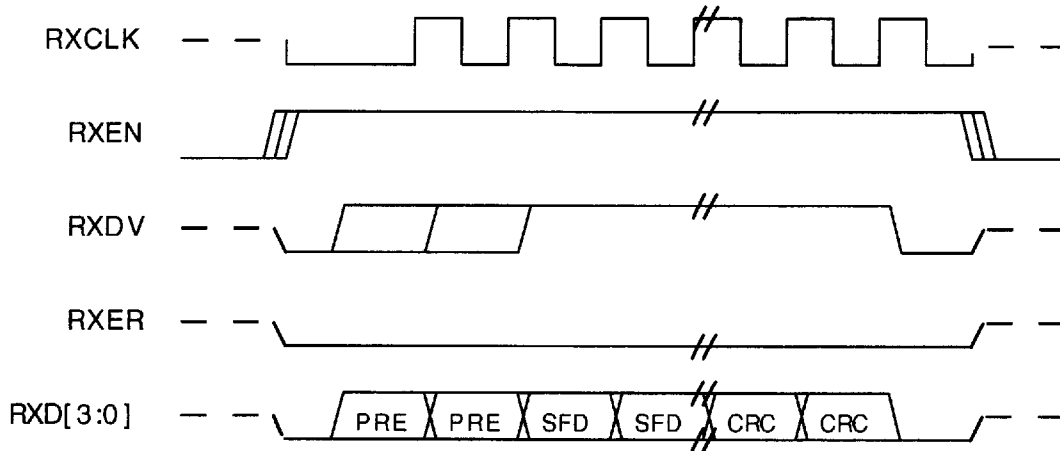 RXCLK
RXEN
RXDV
RXER
RXD[3:0]
PRE PRE SFD SFD CRC CRC